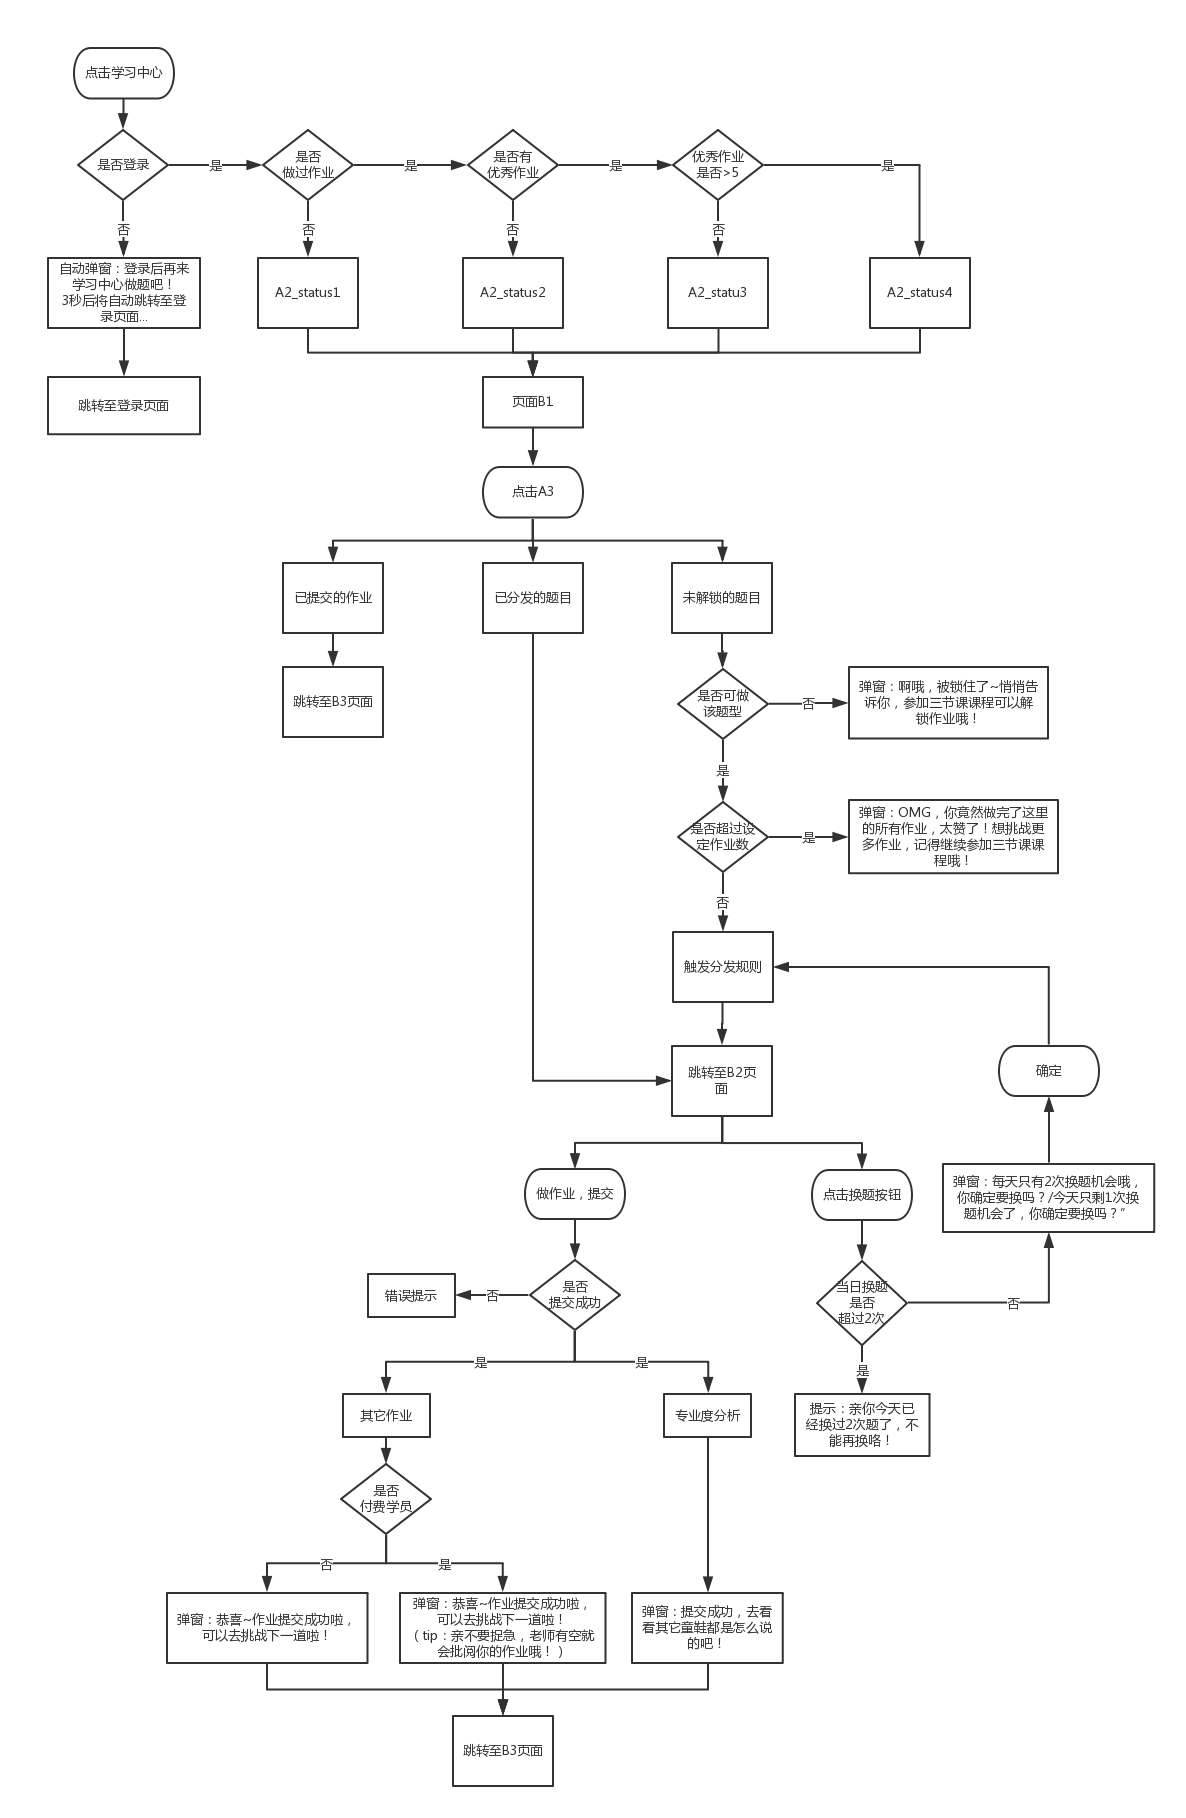 点击学习中心
是否登录
是
是否
做过作业
是
是否有
优秀作业
是
优秀作业
是否>5
是
否
否
否
否
自动弹窗：登录后再来
学习中心做题吧！
3秒后将自动跳转至登
录页面...
A2_status1
A2_status2
A2_statu3
A2_status4
跳转至登录页面
页面B1
点击A3
已提交的作业
已分发的题目
未解锁的题目
跳转至B3页面
是否可做
该题型
否
弹窗：啊哦，被锁住了~悄悄告
诉你，参加三节课课程可以解
锁作业哦！
是
是否超过设
定作业数
是
弹窗：OMG，你竟然做完了这里
的所有作业，太赞了！想挑战更
多作业，记得继续参加三节课课
程哦！
否
触发分发规则
跳转至B2页
面
确定
做作业，提交
点击换题按钮
弹窗：每天只有2次换题机会哦，
你确定要换吗？/今天只剩1次换
题机会了，你确定要换吗？”
错误提示
否
是否
提交成功
当日换题
是否
超过2次
否
是
是
是
其它作业
专业度分析
提示：亲你今天已
经换过2次题了，不
能再换咯！
是否
付费学员
否
是
弹窗：恭喜~作业提交成功啦，
可以去挑战下一道啦！
弹窗：恭喜~作业提交成功啦，
可以去挑战下一道啦！
（tip：亲不要捉急，老师有空就
会批阅你的作业哦！）
弹窗：提交成功，去看
看其它童鞋都是怎么说
的吧！
跳转至B3页面